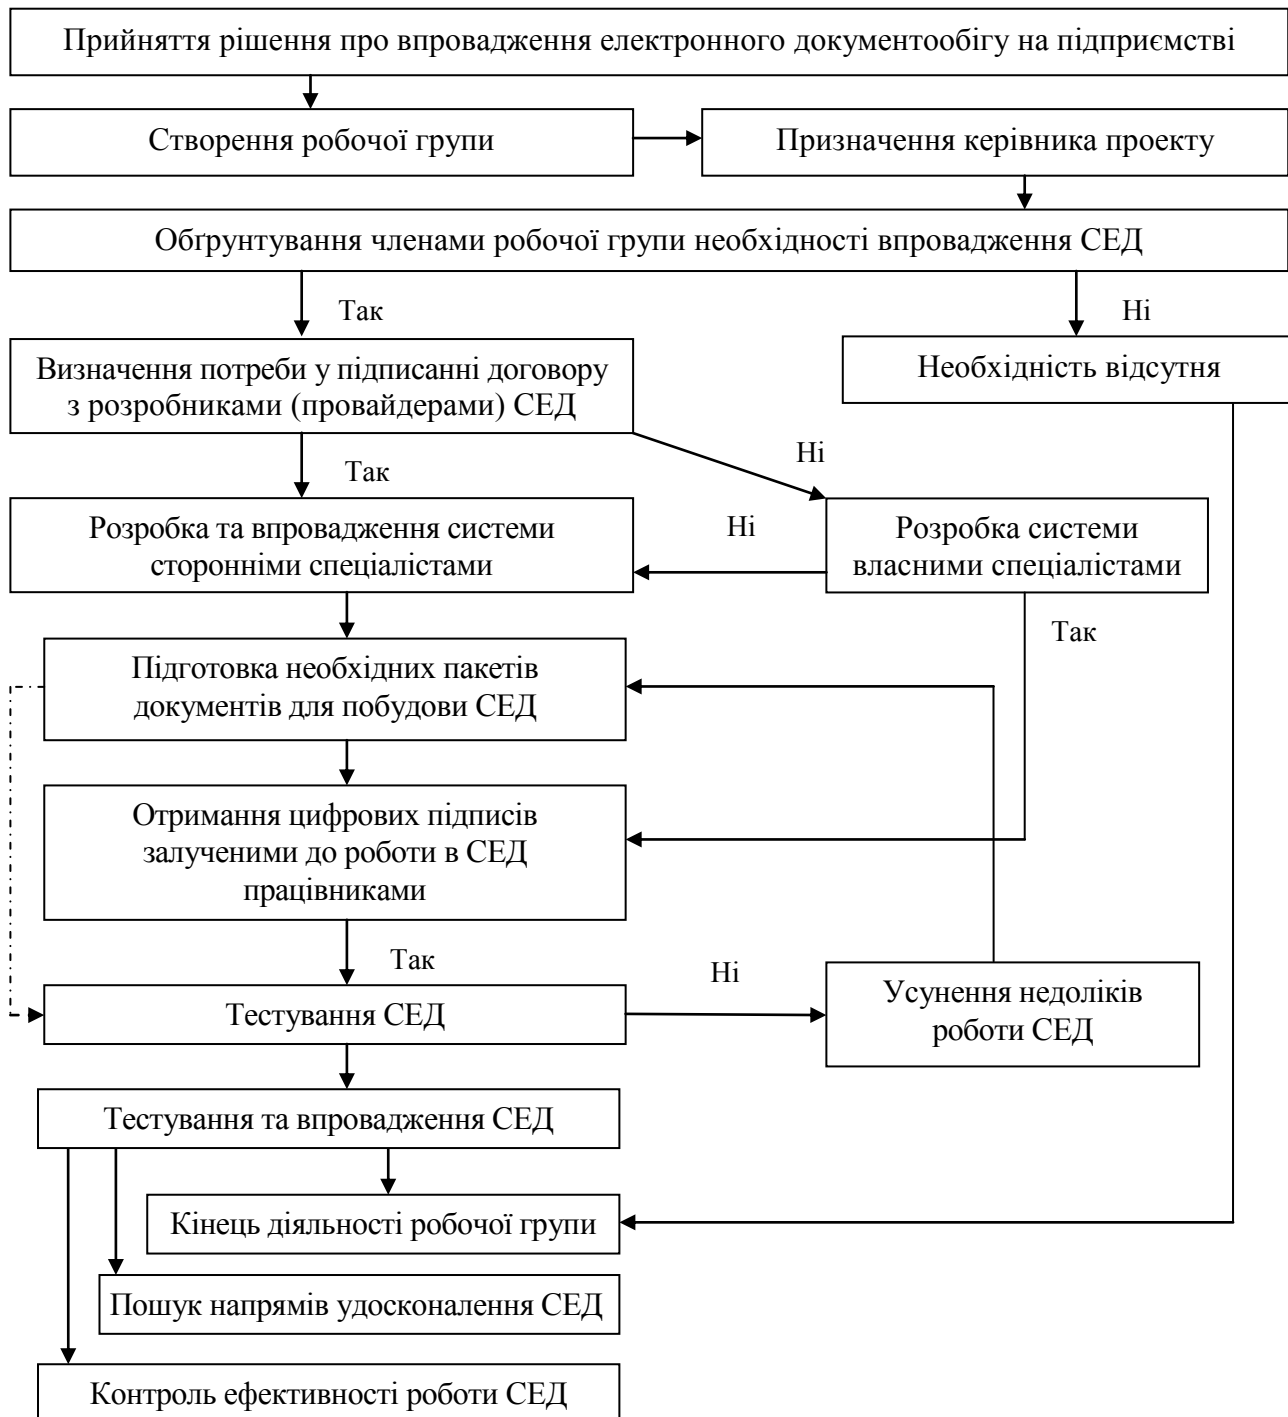 Прийняття рішення про впровадження електронного документообігу на підприємстві
Створення робочої групи
Призначення керівника проекту
Обґрунтування членами робочої групи необхідності впровадження СЕД
Так
Ні
Визначення потреби у підписанні договору
з розробниками (провайдерами) СЕД
Необхідність відсутня
Так
Ні
Розробка та впровадження системи
сторонніми спеціалістами
Ні
Розробка системи
власними спеціалістами
Так
Підготовка необхідних пакетів
документів для побудови СЕД
Отримання цифрових підписів
залученими до роботи в СЕД
працівниками
Так
Ні
Тестування СЕД
Усунення недоліків
роботи СЕД
Тестування та впровадження СЕД
Кінець діяльності робочої групи
Пошук напрямів удосконалення СЕД
Контроль ефективності роботи СЕД